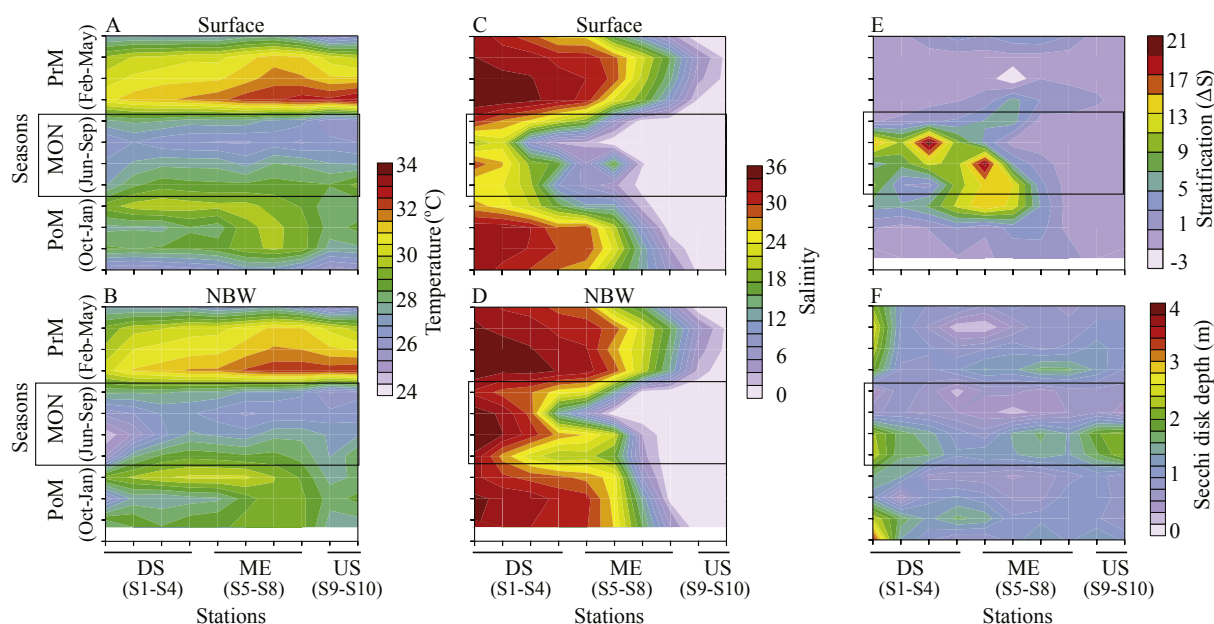 A Surface
C Surface
E
PrM
(Feb-May)
MON
(Jun-Sep)
PoM
(Oct-Jan)
Seasons
34
32
30
28
26
24
Temperature (°C)
36
30
24
18
12
6
0
Salinity
21
17
13
9
5
1
-3
Stratification (ΔS)
B NBW
D NBW
F
PrM
(Feb-May)
MON
(Jun-Sep)
PoM
(Oct-Jan)
Seasons
4
3
2
1
0
Secchi disk depth (m)
DS ME US
(S1-S4) (S5-S8) (S9-S10)
Stations
DS ME US
(S1-S4) (S5-S8) (S9-S10)
Stations
DS ME US
(S1-S4) (S5-S8) (S9-S10)
Stations